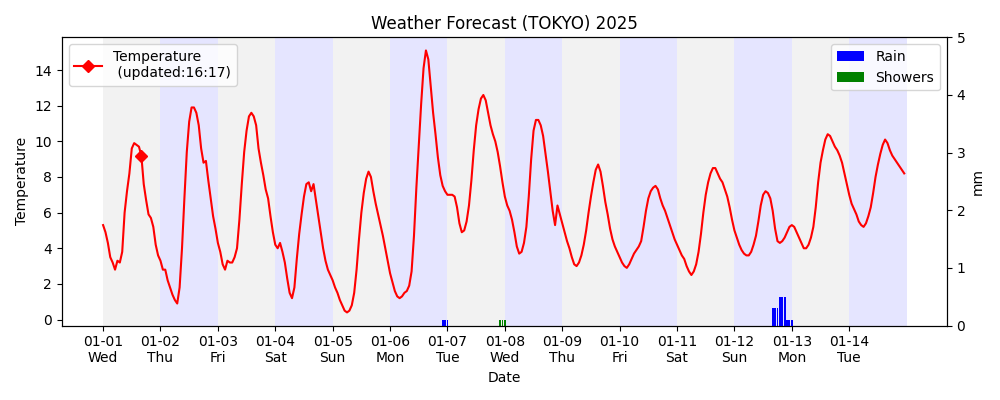 Weather Forecast (TOKYO) 2025
Temperature
(updated:16:17)
Rain
Showers
Temperature
14
12
10
8
6
4
2
0
5
4
3
2
1
0
mm
01-01 01-02 01-03 01-04 01-05 01-06 01-07 01-08 01-09 01-10 01-11 01-12 01-13 01-14
Wed Thu Fri Sat Sun Mon Tue Wed Thu Fri Sat Sun Mon Tue
Date